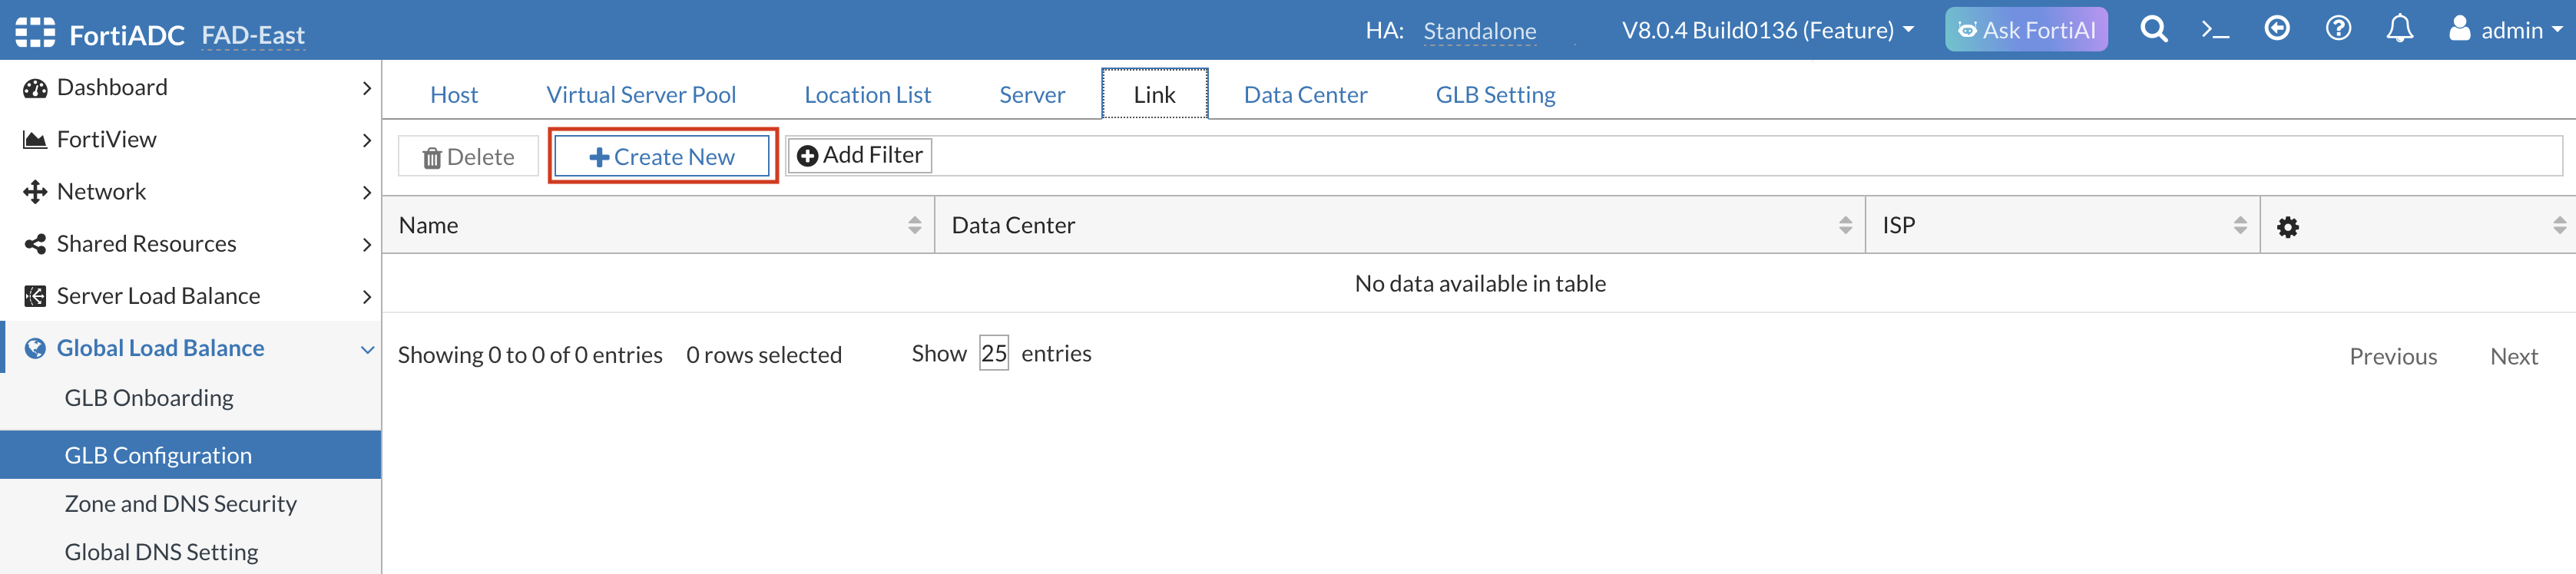 FortiADC FAD-East HA: Standalone V8.0.4 Build0136 (Feature) Ask FortiAI admin
Dashboard
FortiView
Network
Shared Resources
Server Load Balance
Global Load Balance
GLB Onboarding
GLB Configuration
Zone and DNS Security
Global DNS Setting
Host Virtual Server Pool Location List Server Link Data Center GLB Setting
Delete Create New Add Filter
Name Data Center ISP
No data available in table
Showing 0 to 0 of 0 entries 0 rows selected Show 25 entries Previous Next